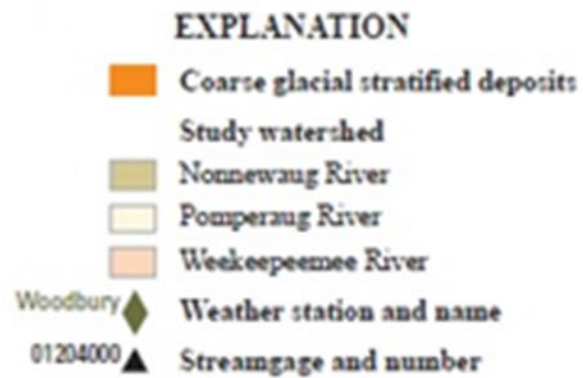 EXPLANATION
Coarse glacial stratified deposits
Study watershed
Nonnewaug River
Pomperaug River
Weekeepeemee River
Woodbury Weather station and name
01204000 Streamgage and number